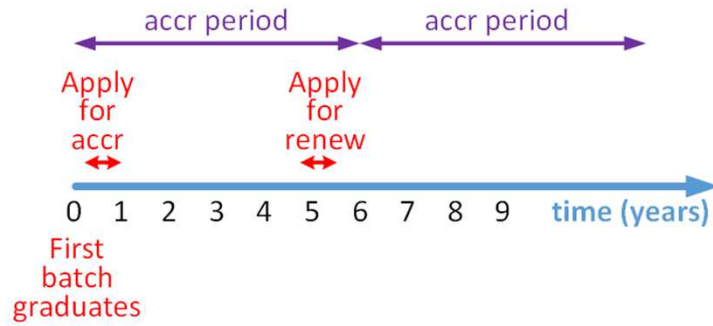 accr period accr period
Apply for accr
Apply for renew
0 1 2 3 4 5 6 7 8 9 time (years)
First batch graduates